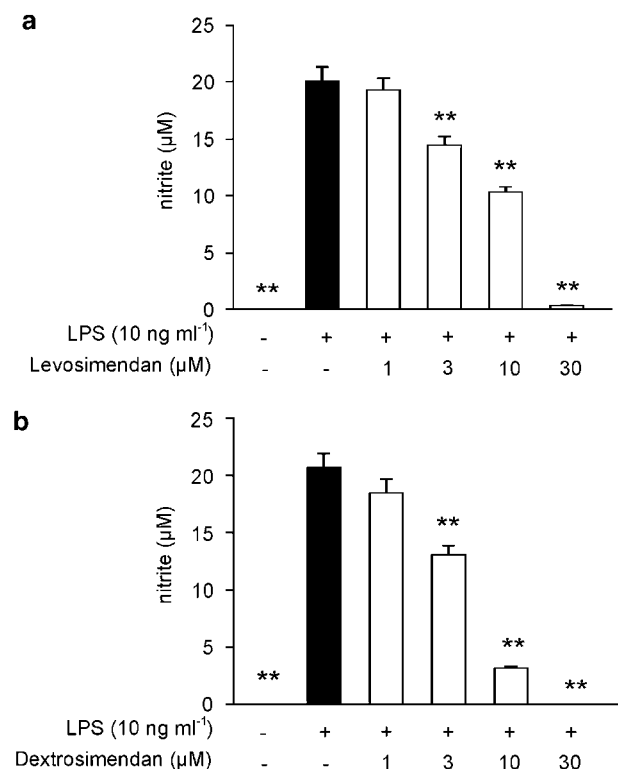 a
25
20
15
10
5
0
nitrite (µM)
** ** ** **
LPS (10 ng ml⁻¹) - + + + + +
Levosimendan (µM) - - 1 3 10 30
b
25
20
15
10
5
0
nitrite (µM)
** ** ** **
LPS (10 ng ml⁻¹) - + + + + +
Dextrosimendan (µM) - - 1 3 10 30